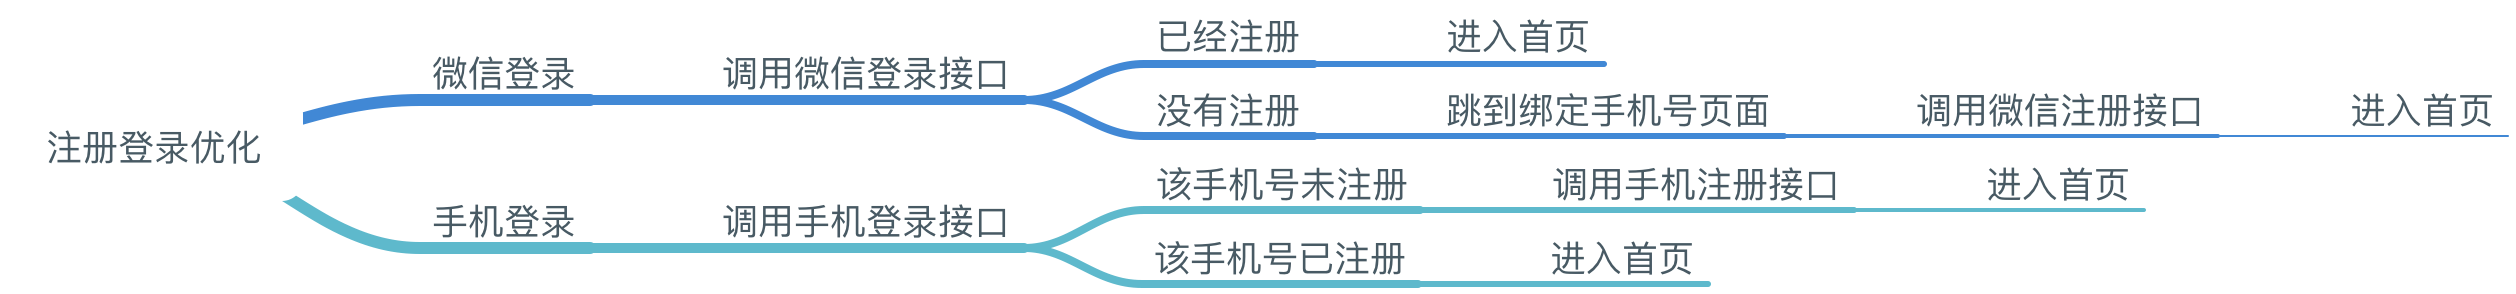 注册登录优化
微信登录
调用微信登录接口
已经注册
进入首页
没有注册
跳到绑定手机号页面
调用微信注册接口
进入首页
手机登录
调用手机登录接口
该手机号未注册
调用手机注册接口
进入首页
该手机号已注册
进入首页